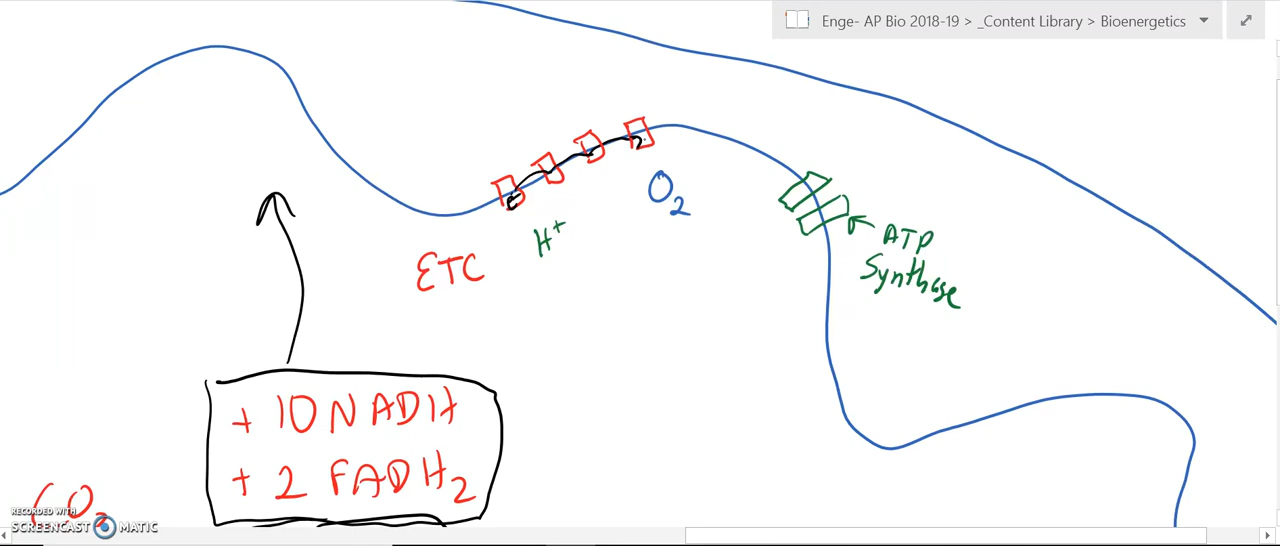 Enge- AP Bio 2018-19 > _Content Library > Bioenergetics
O₂
H⁺
ETC
ATP
Synthase
+ 10 NADH
+ 2 FADH₂
CO₂
RECORDED WITH
SCREENCAST MATIC